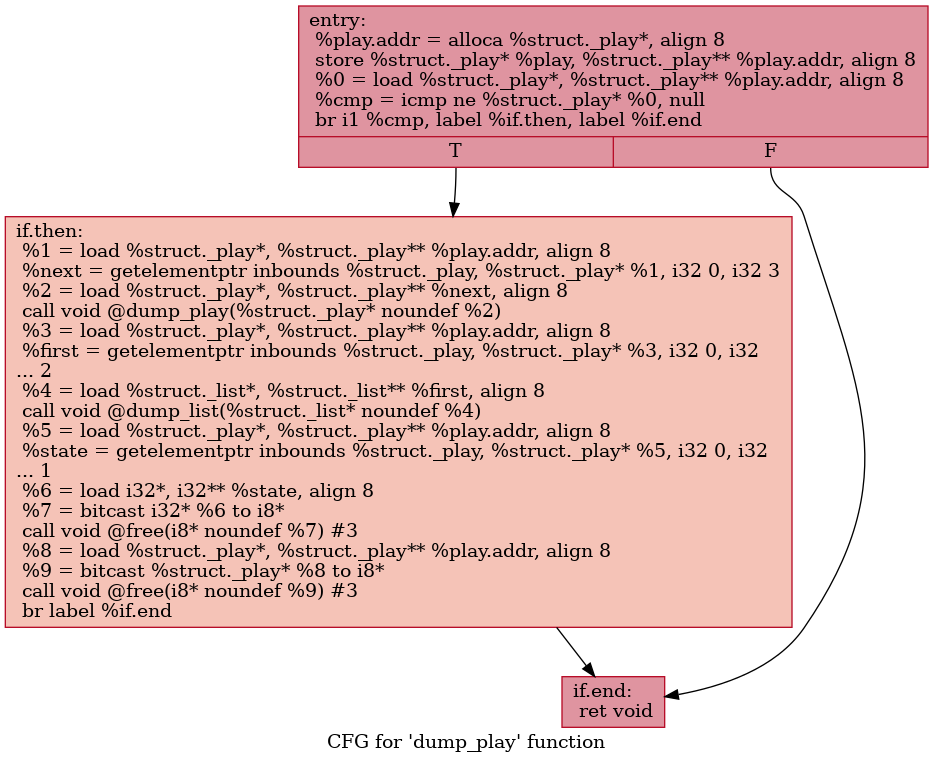 entry:
%play.addr = alloca %struct._play*, align 8
store %struct._play* %play, %struct._play** %play.addr, align 8
%0 = load %struct._play*, %struct._play** %play.addr, align 8
%cmp = icmp ne %struct._play* %0, null
br i1 %cmp, label %if.then, label %if.end
T
F
if.then:
%1 = load %struct._play*, %struct._play** %play.addr, align 8
%next = getelementptr inbounds %struct._play, %struct._play* %1, i32 0, i32 3
%2 = load %struct._play*, %struct._play** %next, align 8
call void @dump_play(%struct._play* noundef %2)
%3 = load %struct._play*, %struct._play** %play.addr, align 8
%first = getelementptr inbounds %struct._play, %struct._play* %3, i32 0, i32
... 2
%4 = load %struct._list*, %struct._list** %first, align 8
call void @dump_list(%struct._list* noundef %4)
%5 = load %struct._play*, %struct._play** %play.addr, align 8
%state = getelementptr inbounds %struct._play, %struct._play* %5, i32 0, i32
... 1
%6 = load i32*, i32** %state, align 8
%7 = bitcast i32* %6 to i8*
call void @free(i8* noundef %7) #3
%8 = load %struct._play*, %struct._play** %play.addr, align 8
%9 = bitcast %struct._play* %8 to i8*
call void @free(i8* noundef %9) #3
br label %if.end
if.end:
ret void
CFG for 'dump_play' function